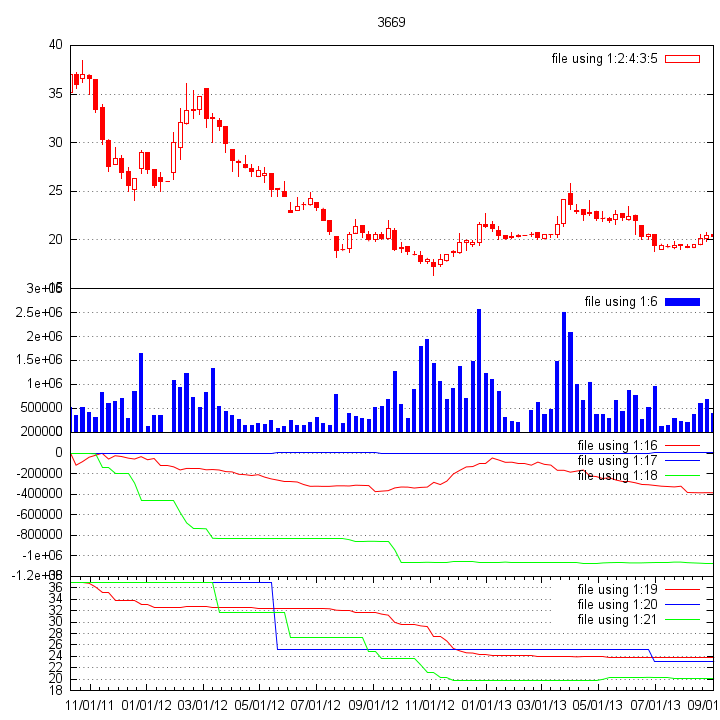 3669
40
file using 1:2:4:3:5
35
30
25
20
3e+06
file using 1:6
2.5e+06
2e+06
1.5e+06
1e+06
500000
200000
file using 1:16
0
file using 1:17
-200000
file using 1:18
-400000
-600000
-800000
-1e+06
-1.2e+06
36
file using 1:19
34
file using 1:20
32
file using 1:21
30
28
26
24
22
20
18
11/01/11 01/01/12 03/01/12 05/01/12 07/01/12 09/01/12 11/01/12 01/01/13 03/01/13 05/01/13 07/01/13 09/01